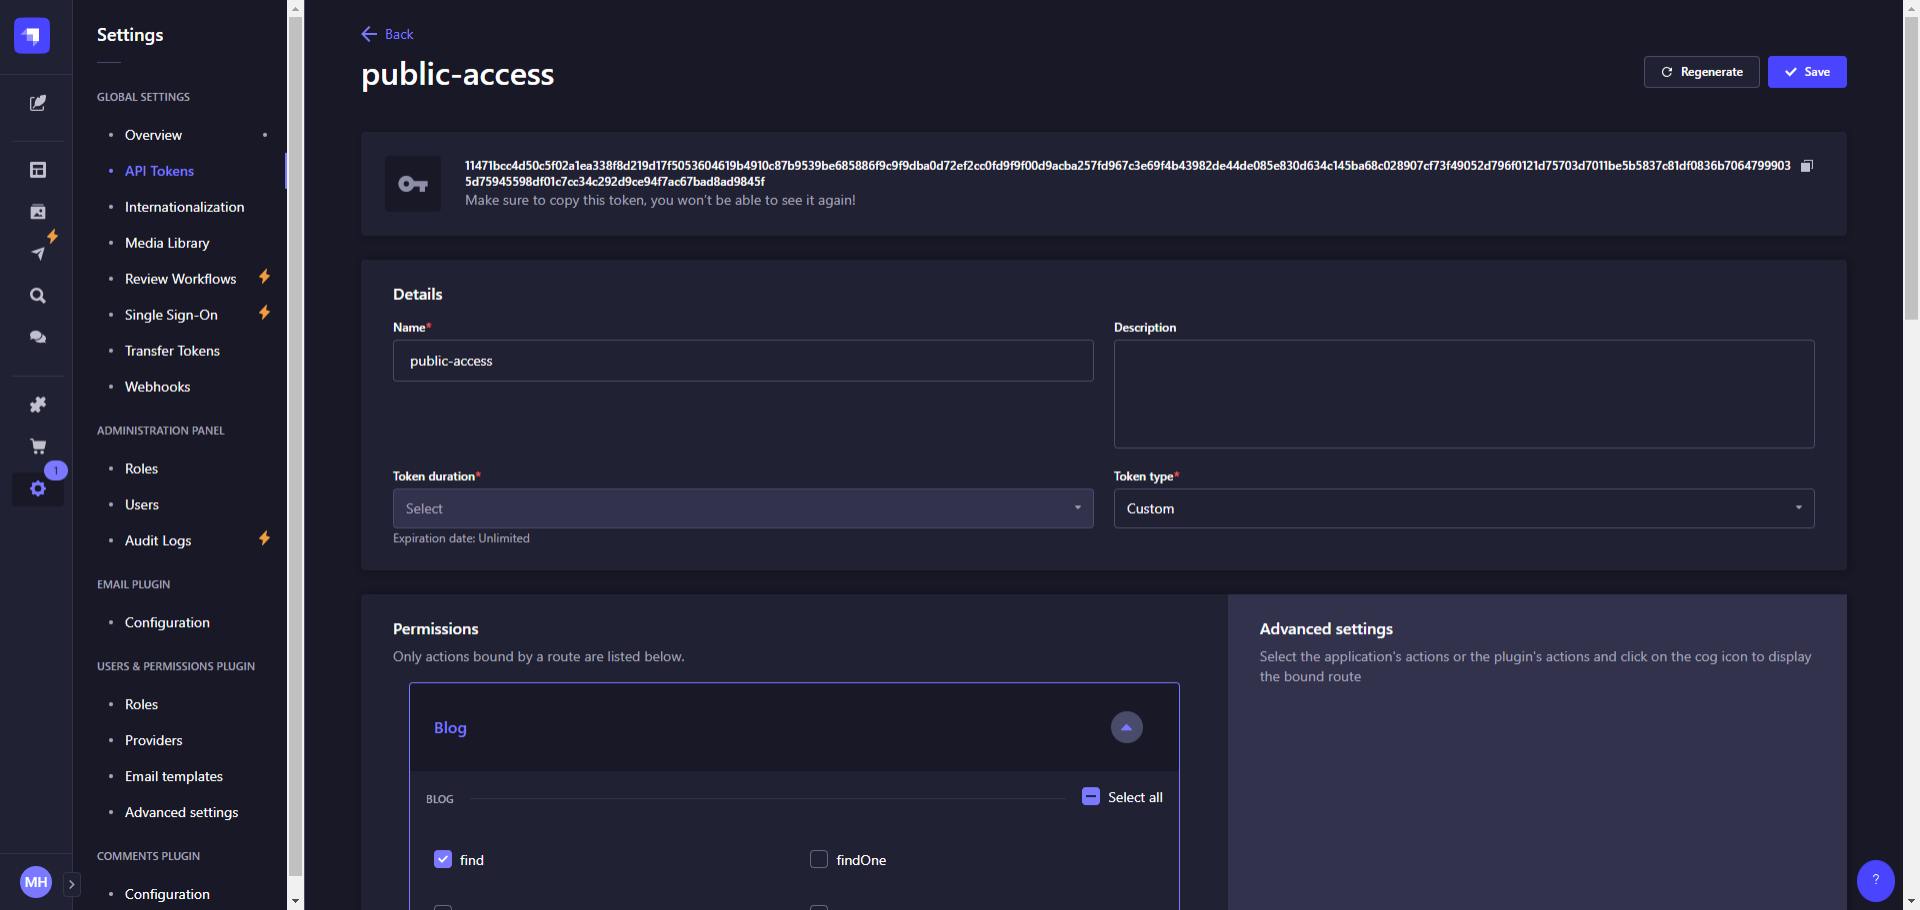 Settings
GLOBAL SETTINGS
Overview
API Tokens
Internationalization
Media Library
Review Workflows
Single Sign-On
Transfer Tokens
Webhooks
ADMINISTRATION PANEL
Roles
Users
Audit Logs
EMAIL PLUGIN
Configuration
USERS & PERMISSIONS PLUGIN
Roles
Providers
Email templates
Advanced settings
COMMENTS PLUGIN
Configuration
1
MH
Back
public-access
Regenerate
Save
11471bcc4d50c5f02a1ea338f8d219d17f5053604619b4910c87b9539be685886f9c9f9dba0d72ef2cc0fd9f9f00d9acba257fd967c3e69f4b43982de44de085e830d634c145ba68c028907cf73f49052d796f0121d75703d7011be5b5837c81df0836b7064799903
5d75945598df01c7cc34c292d9ce94f7ac67bad8ad9845f
Make sure to copy this token, you won't be able to see it again!
Details
Name*
public-access
Description
Token duration*
Select
Expiration date: Unlimited
Token type*
Custom
Permissions
Only actions bound by a route are listed below.
Blog
BLOG
Select all
find
findOne
Advanced settings
Select the application's actions or the plugin's actions and click on the cog icon to display
the bound route
?